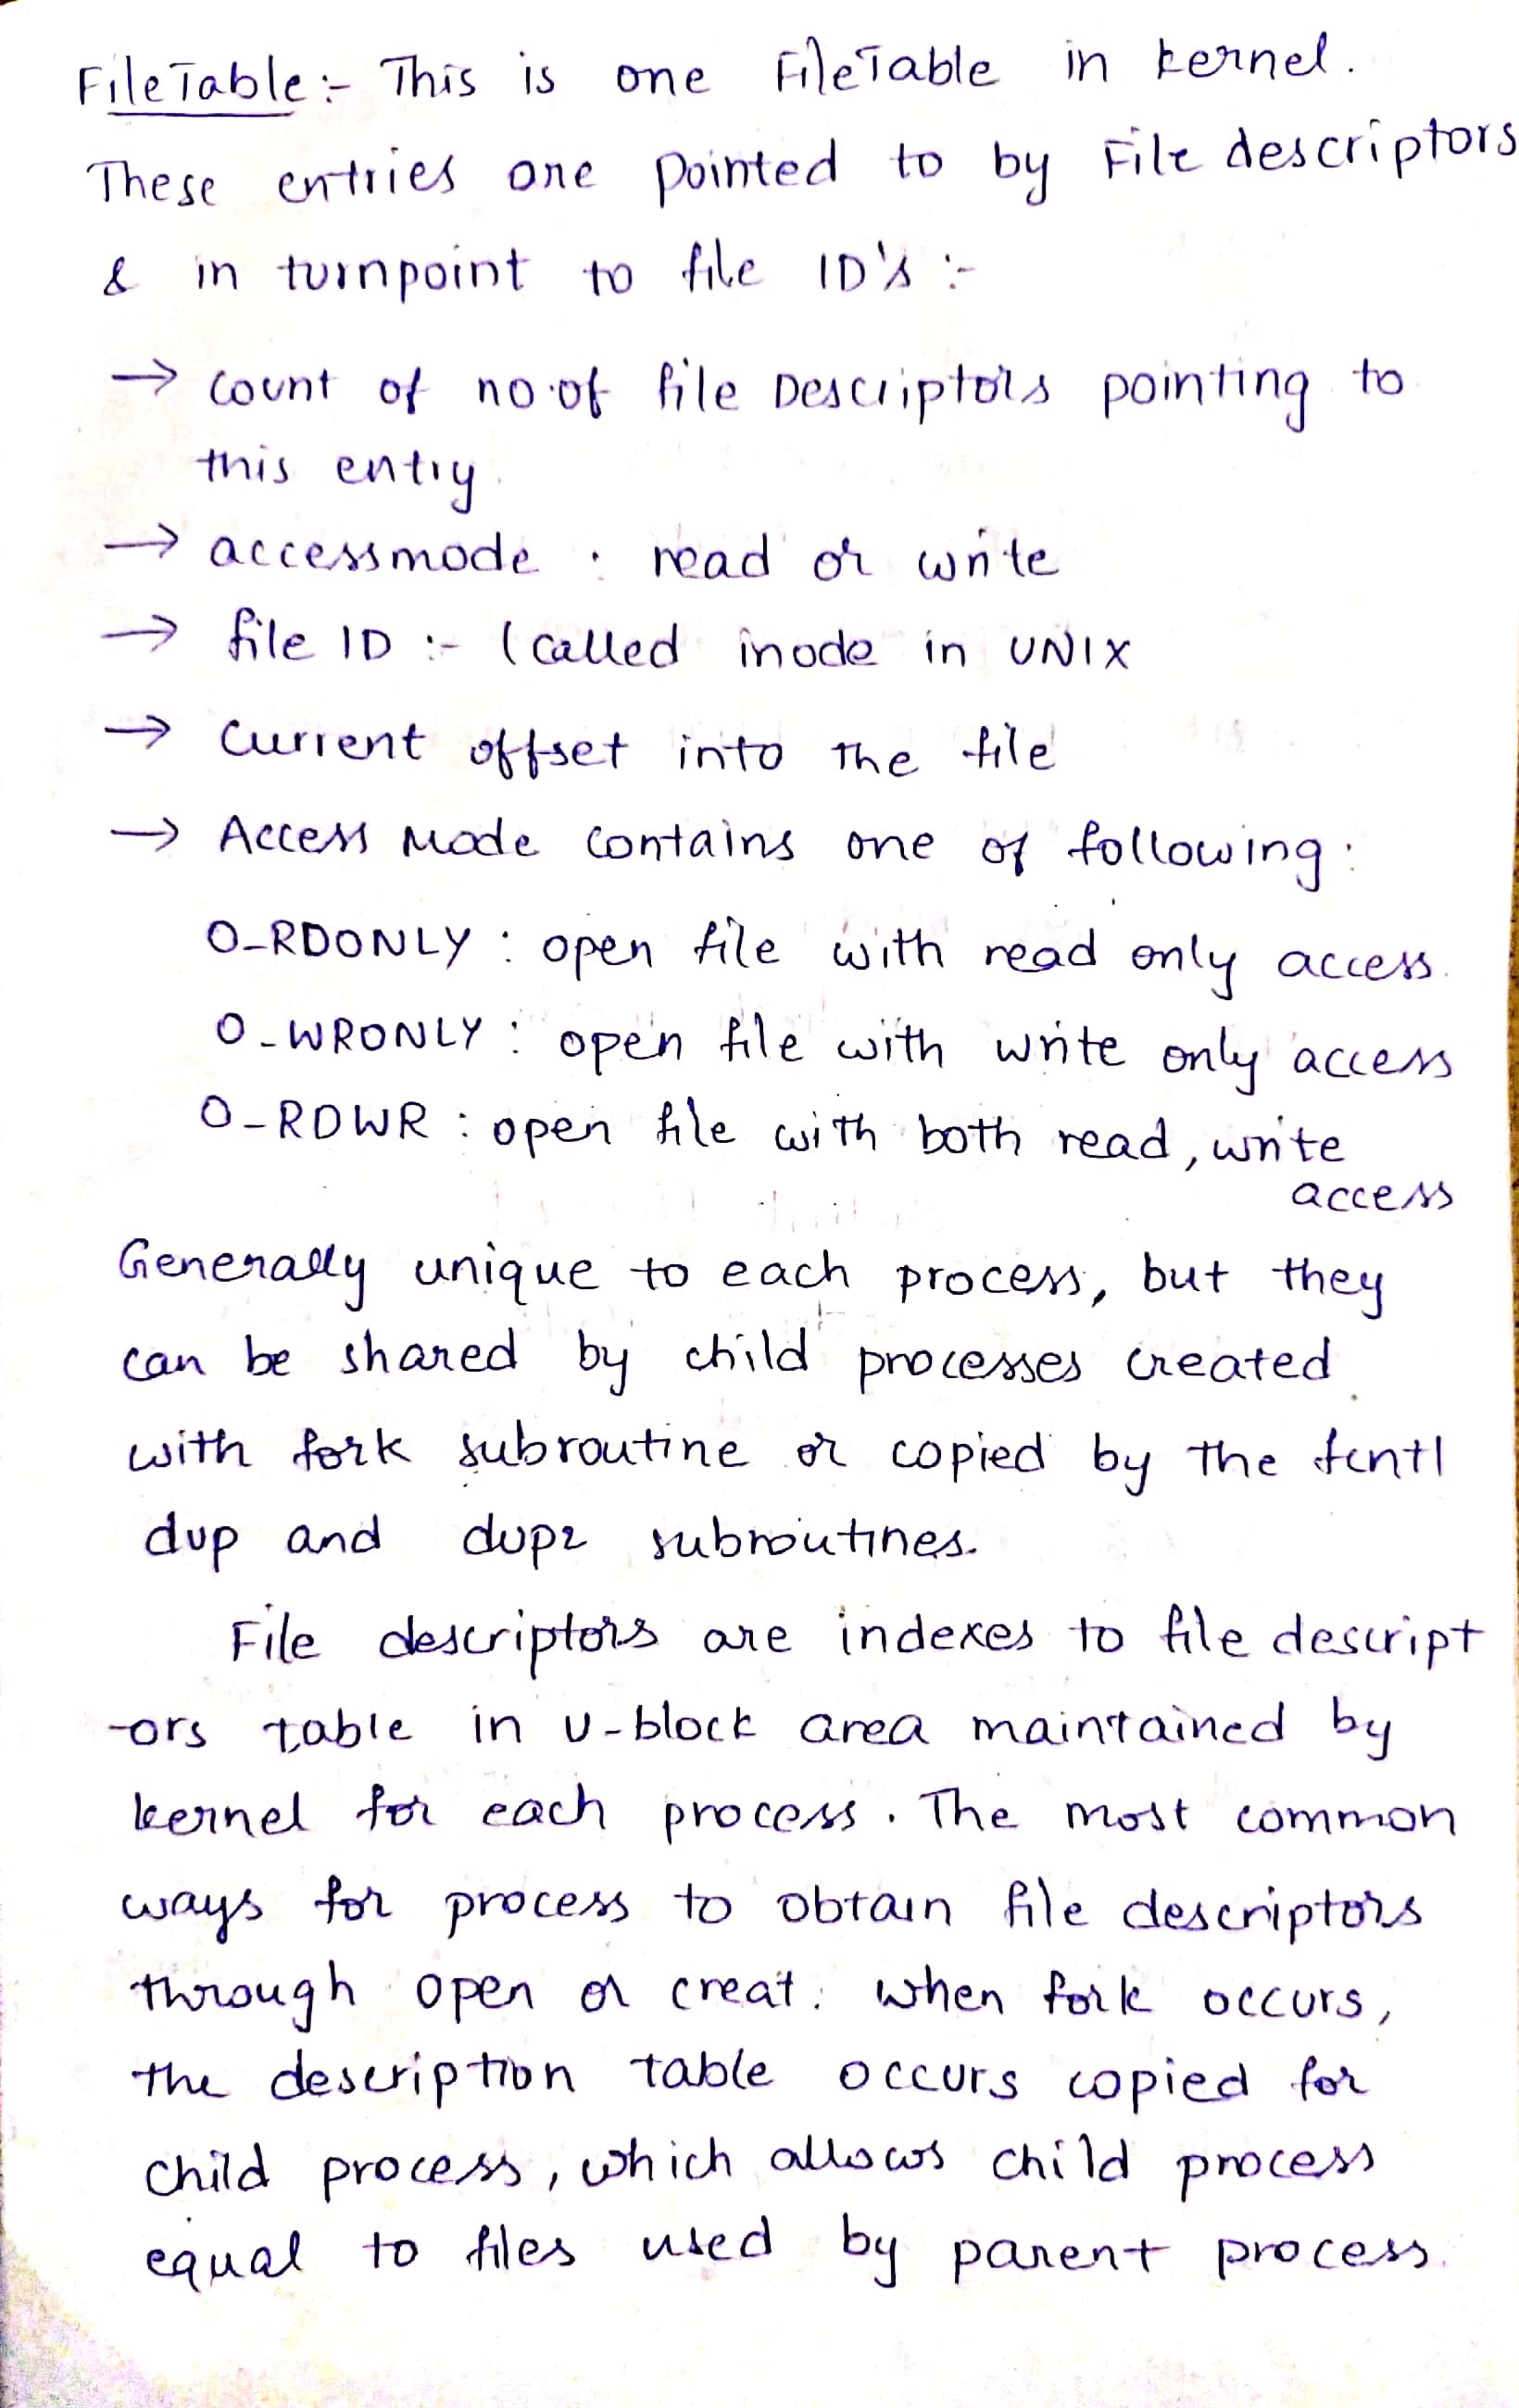 FileTable :- This is one FileTable in kernel.
These entries are pointed to by File descriptors
& in turnpoint to file ID's :-
→ count of no.of file Descriptors pointing to
this entry.
→ accessmode : read or write
→ file ID :- (called inode in UNIX
→ Current offset into the file
→ Access Mode contains one of following :
O_RDONLY : open file with read only access.
O_WRONLY : open file with write only access
O_RDWR : open file with both read, write
access
Generally unique to each process, but they
can be shared by child processes created
with fork subroutine or copied by the fcntl
dup and dup2 subroutines.
File descriptors are indexes to file descript
-ors table in u-block area maintained by
kernel for each process. The most common
ways for process to obtain file descriptors
through open or creat. When fork occurs,
the description table occurs copied for
child process, which allows child process
equal to files used by parent process.